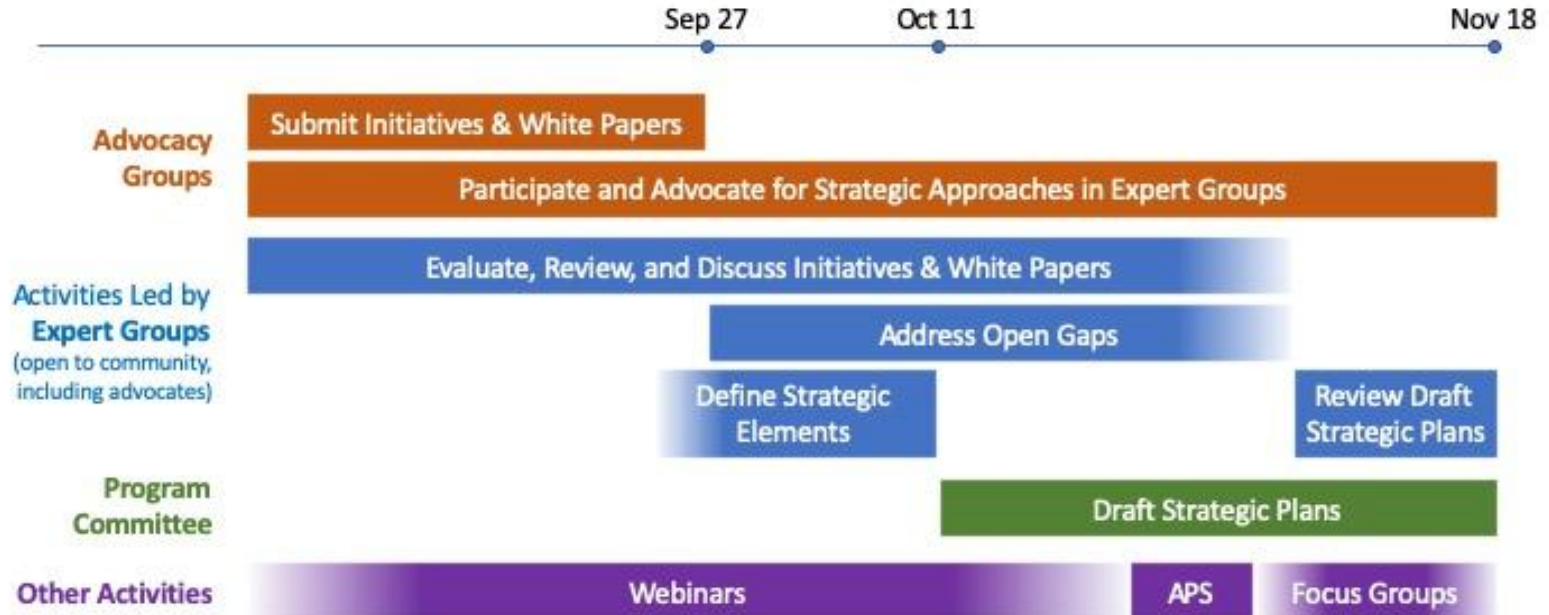 Sep 27
Oct 11
Nov 18
Advocacy
Groups
Submit Initiatives & White Papers
Participate and Advocate for Strategic Approaches in Expert Groups
Activities Led by
Expert Groups
(open to community,
including advocates)
Evaluate, Review, and Discuss Initiatives & White Papers
Address Open Gaps
Define Strategic
Elements
Review Draft
Strategic Plans
Program
Committee
Draft Strategic Plans
Other Activities
Webinars
APS
Focus Groups